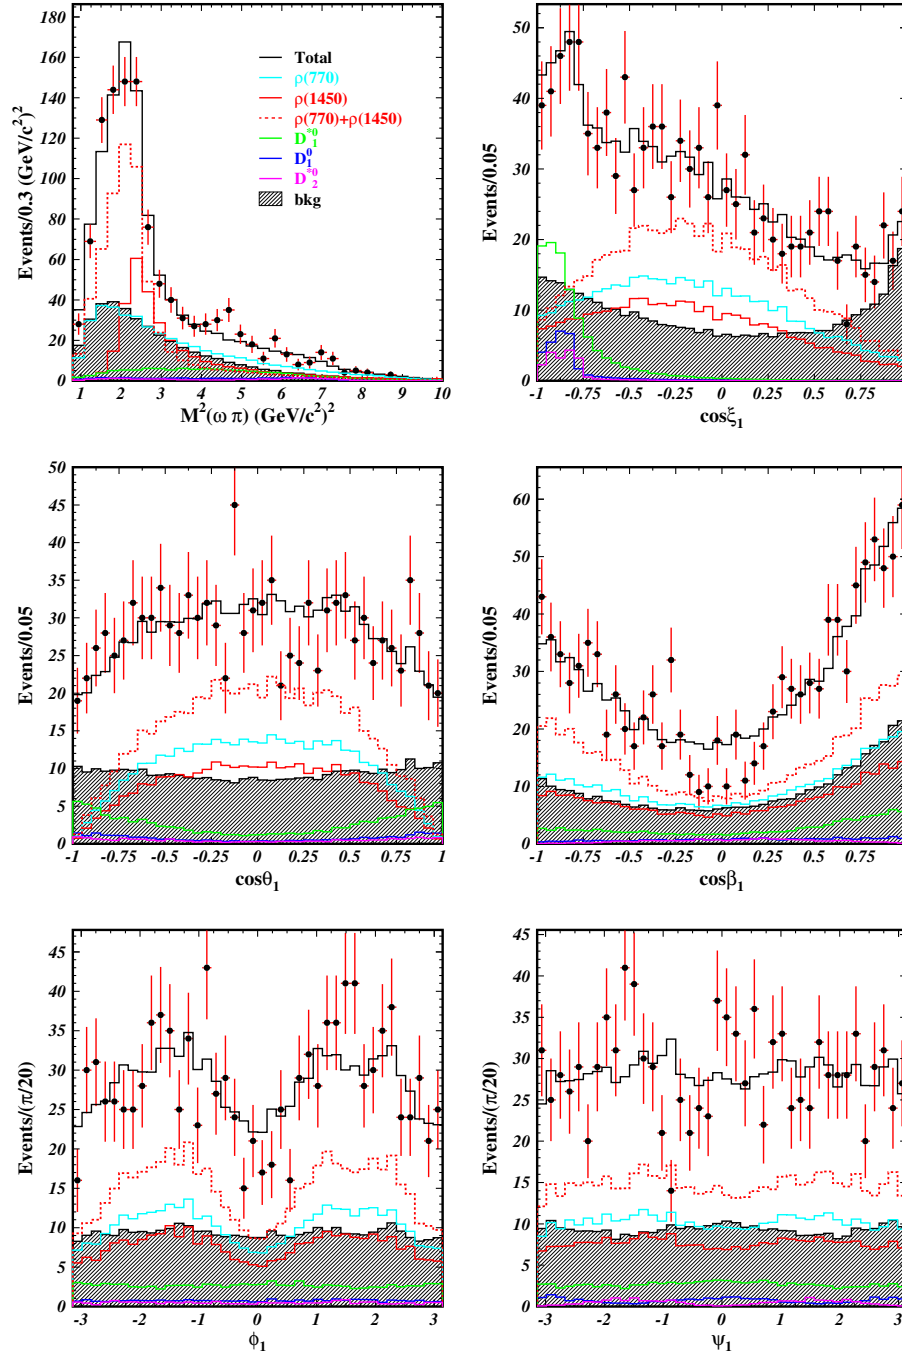 180
160
140
120
100
80
60
40
20
0
Events/0.3 (GeV/c²)²
1 2 3 4 5 6 7 8 9 10
M²(ω π) (GeV/c²)²
Total
ρ(770)
ρ(1450)
ρ(770)+ρ(1450)
D*⁰₁
D⁰₁
D*⁰₂
bkg
50
40
30
20
10
0
Events/0.05
-1 -0.75 -0.5 -0.25 0 0.25 0.5 0.75
cosξ₁
50
45
40
35
30
25
20
15
10
5
0
Events/0.05
-1 -0.75 -0.5 -0.25 0 0.25 0.5 0.75 1
cosθ₁
60
50
40
30
20
10
0
Events/0.05
-1 -0.75 -0.5 -0.25 0 0.25 0.5 0.75
cosβ₁
45
40
35
30
25
20
15
10
5
0
Events/(π/20)
-3 -2 -1 0 1 2 3
ϕ₁
45
40
35
30
25
20
15
10
5
0
Events/(π/20)
-3 -2 -1 0 1 2 3
ψ₁